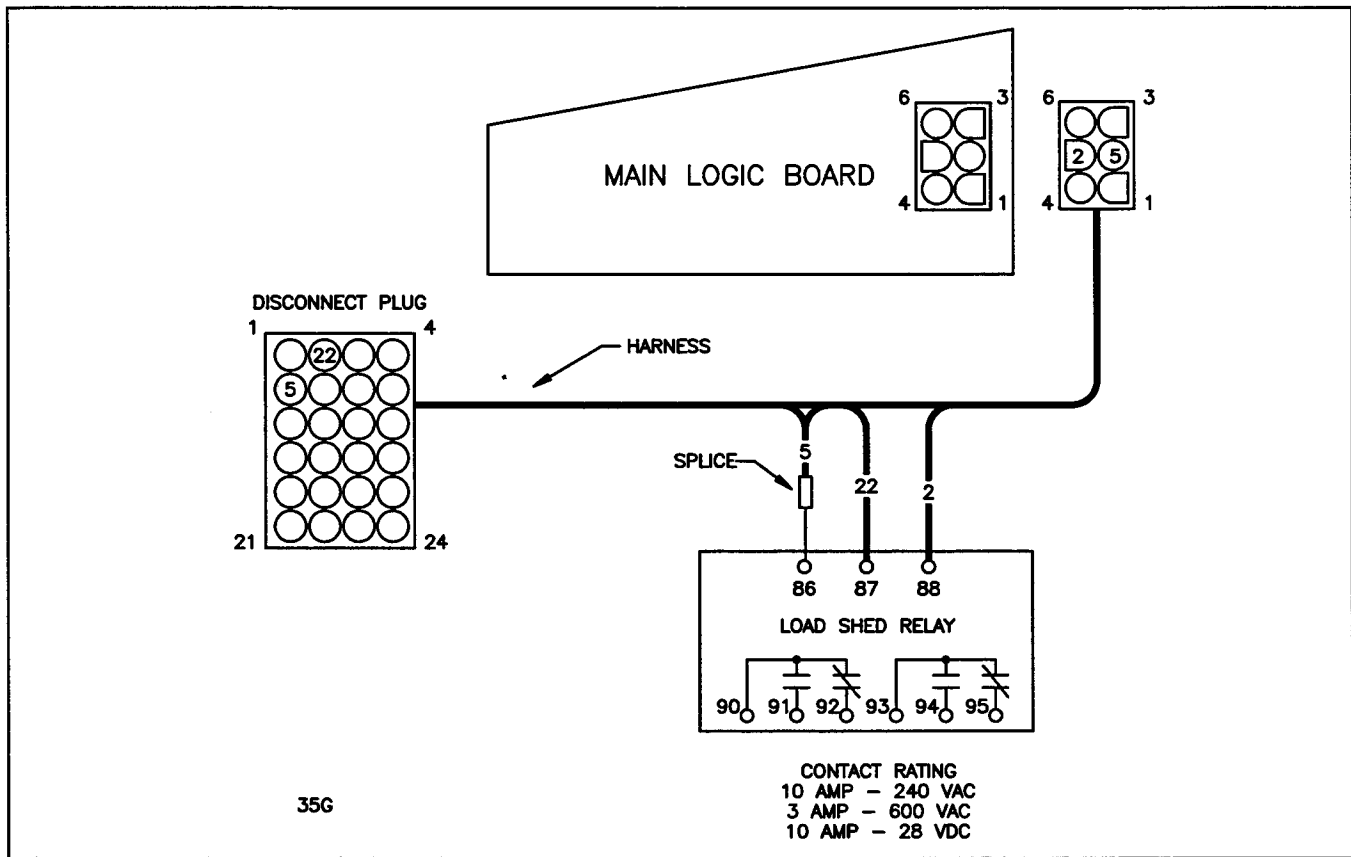 6 3
6 3
MAIN LOGIC BOARD
2 5
4 1
4 1
DISCONNECT PLUG
1 4
22
5
HARNESS
SPLICE
5
22
2
21 24
86 87 88
LOAD SHED RELAY
90 91 92 93 94 95
CONTACT RATING
10 AMP – 240 VAC
3 AMP – 600 VAC
10 AMP – 28 VDC
35G